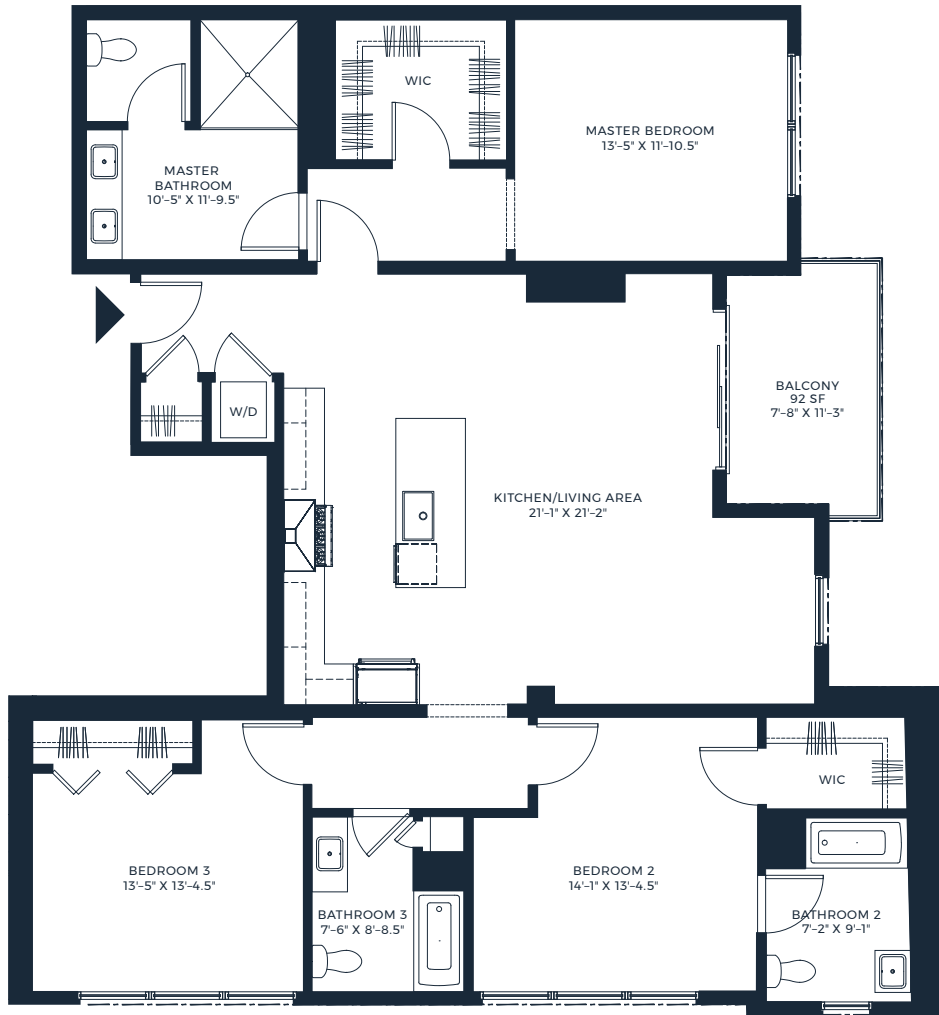 WIC
MASTER BEDROOM
13'-5" X 11'-10.5"
MASTER
BATHROOM
10'-5" X 11'-9.5"
BALCONY
92 SF
7'-8" X 11'-3"
W/D
KITCHEN/LIVING AREA
21'-1" X 21'-2"
WIC
BEDROOM 3
13'-5" X 13'-4.5"
BEDROOM 2
14'-1" X 13'-4.5"
BATHROOM 3
7'-6" X 8'-8.5"
BATHROOM 2
7'-2" X 9'-1"